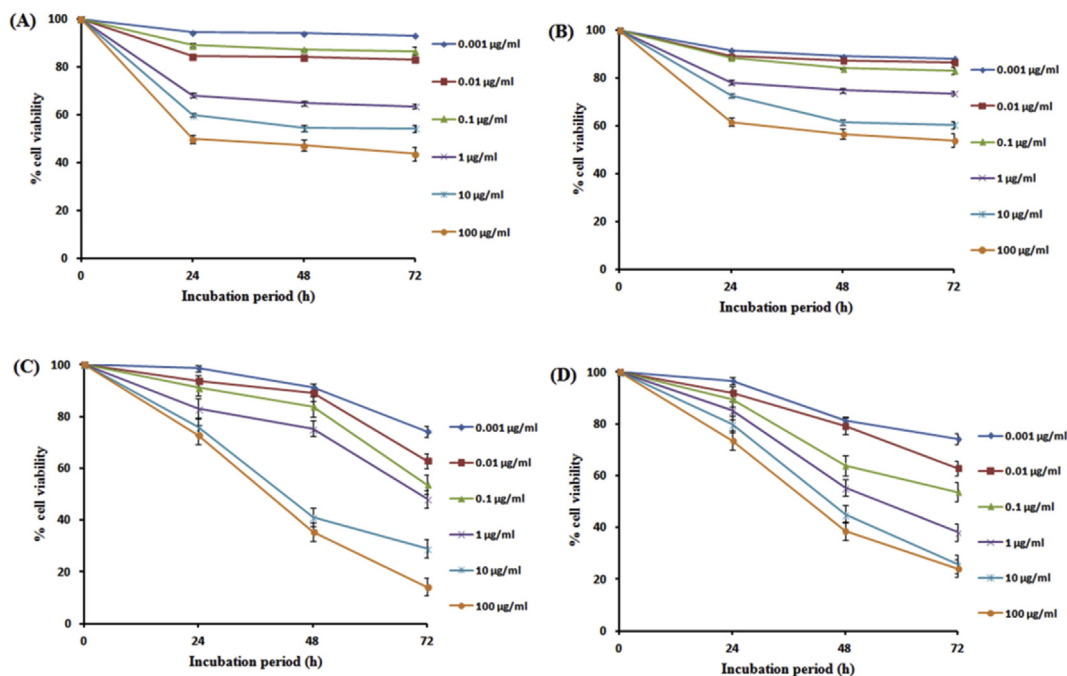 (A)
% cell viability
100
80
60
40
20
0
0 24 48 72
Incubation period (h)
0.001 µg/ml
0.01 µg/ml
0.1 µg/ml
1 µg/ml
10 µg/ml
100 µg/ml
(B)
% cell viability
100
80
60
40
20
0
0 24 48 72
Incubation period (h)
0.001 µg/ml
0.01 µg/ml
0.1 µg/ml
1 µg/ml
10 µg/ml
100 µg/ml
(C)
% cell viability
100
80
60
40
20
0
0 24 48 72
Incubation period (h)
0.001 µg/ml
0.01 µg/ml
0.1 µg/ml
1 µg/ml
10 µg/ml
100 µg/ml
(D)
% cell viability
100
80
60
40
20
0
0 24 48 72
Incubation period (h)
0.001 µg/ml
0.01 µg/ml
0.1 µg/ml
1 µg/ml
10 µg/ml
100 µg/ml